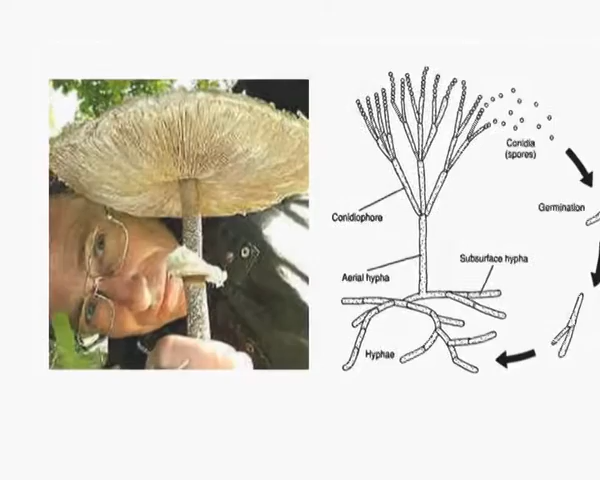 Conidia
(spores)
Conidiophore
Germination
Subsurface hypha
Aerial hypha
Hyphae